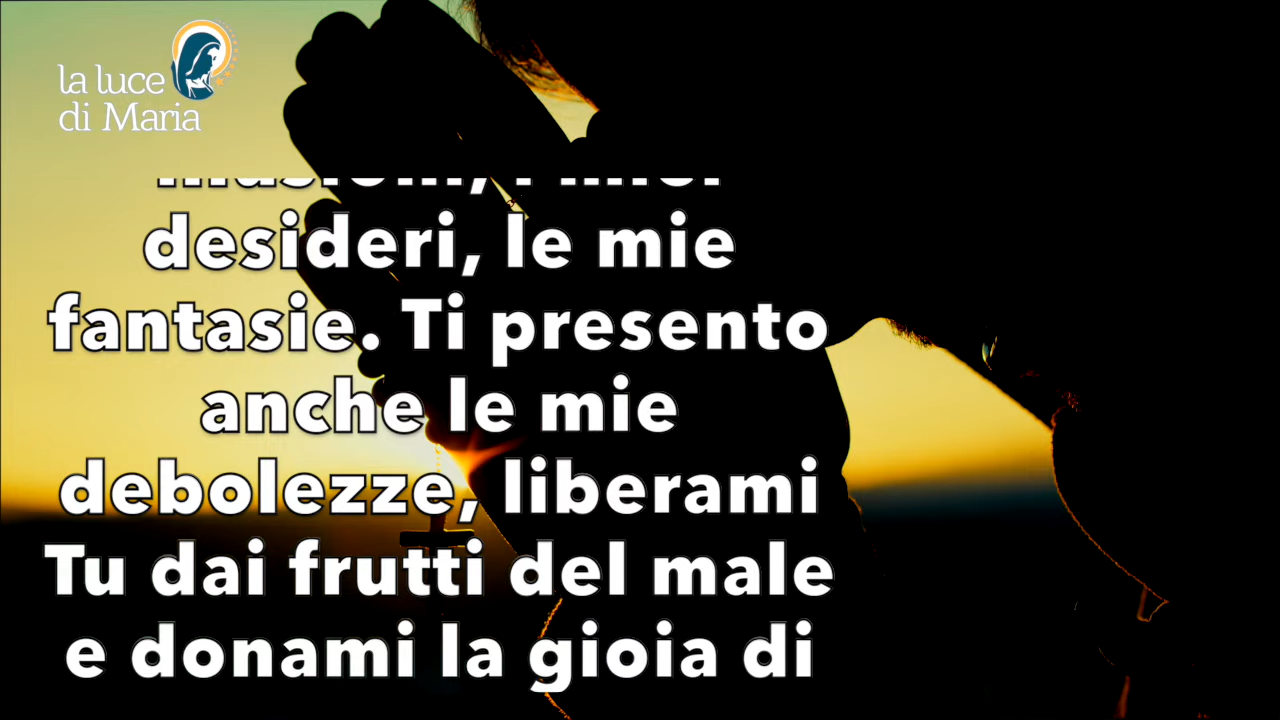 la luce
di Maria
desideri, le mie
fantasie. Ti presento
anche le mie
debolezze, liberami
Tu dai frutti del male
e donami la gioia di